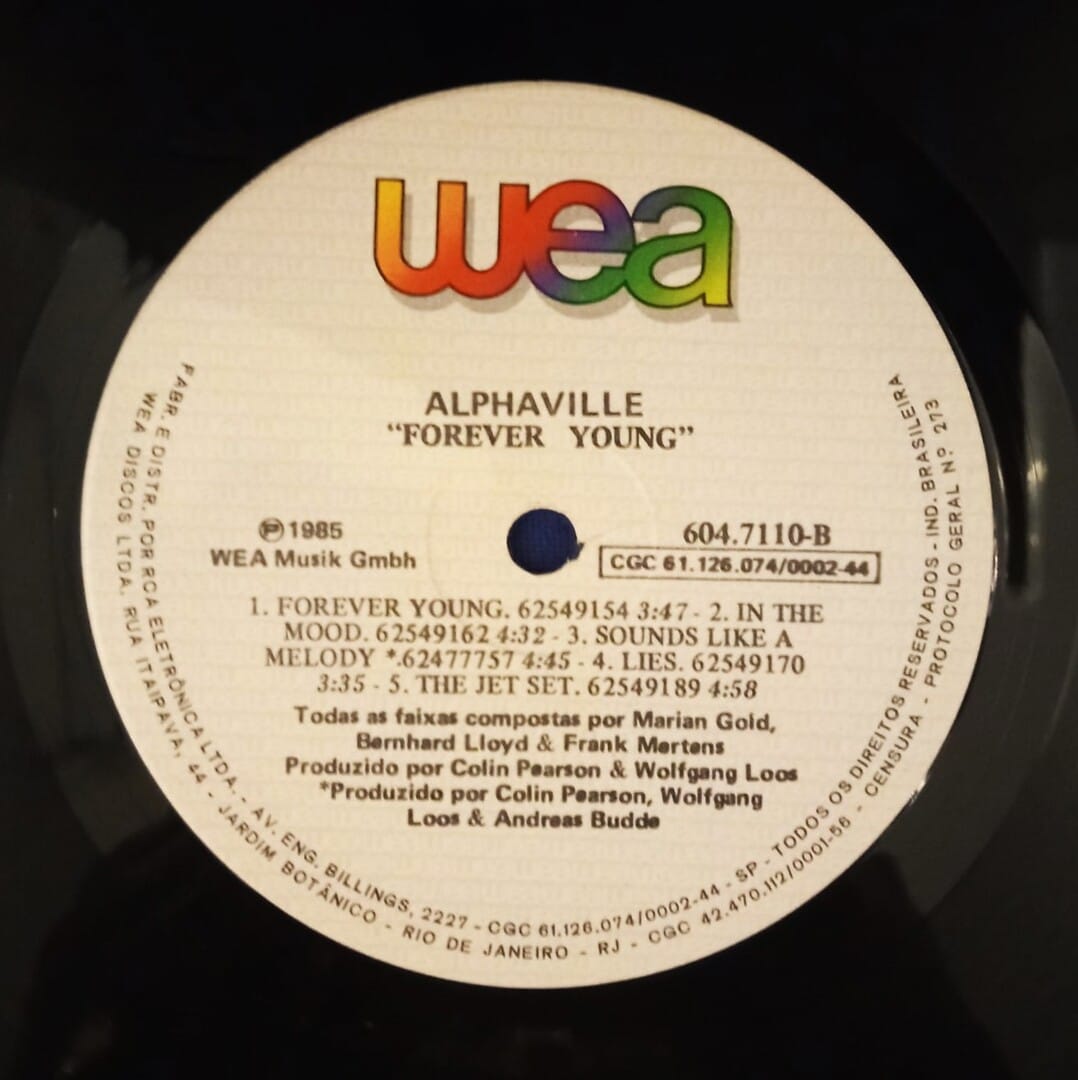 wea
ALPHAVILLE
“FOREVER YOUNG”
Ⓟ 1985
WEA Musik Gmbh
604.7110-B
CGC 61.126.074/0002-44
1. FOREVER YOUNG. 62549154 3:47 - 2. IN THE
MOOD. 62549162 4:32 - 3. SOUNDS LIKE A
MELODY *.62477757 4:45 - 4. LIES. 62549170
3:35 - 5. THE JET SET. 62549189 4:58
Todas as faixas compostas por Marian Gold,
Bernhard Lloyd & Frank Mertens
Produzido por Colin Pearson & Wolfgang Loos
*Produzido por Colin Pearson, Wolfgang
Loos & Andreas Budde
FABR. E DISTR. POR RCA ELETRÔNICA LTDA. - AV. ENG. BILLINGS, 2227 - CGC 61.126.074/0002-44 - SP - TODOS OS DIREITOS RESERVADOS - IND. BRASILEIRA
WEA DISCOS LTDA. RUA ITAIPAVA, 44 - JARDIM BOTÂNICO - RIO DE JANEIRO - RJ - CGC 42.470.112/0001-56 - CENSURA - PROTOCOLO GERAL Nº 273